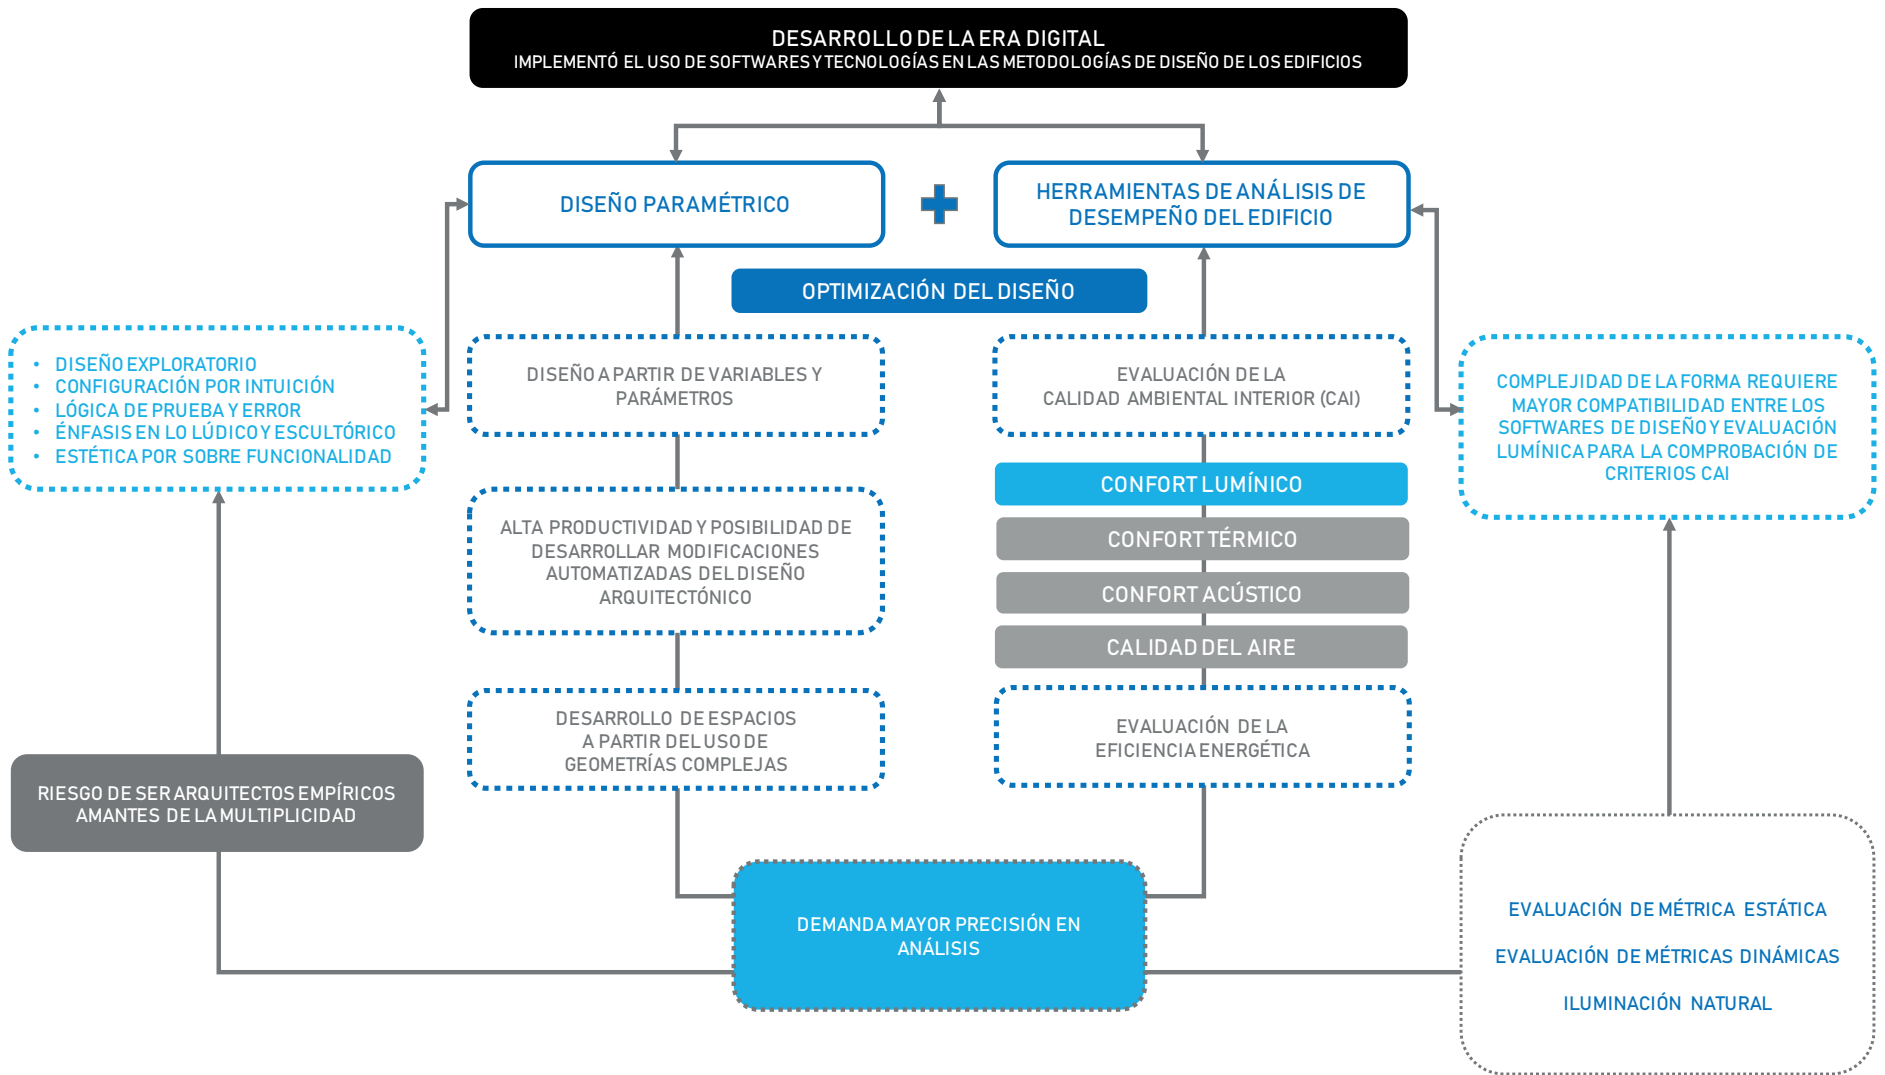 DESARROLLO DE LA ERA DIGITAL
IMPLEMENTÓ EL USO DE SOFTWARES Y TECNOLOGÍAS EN LAS METODOLOGÍAS DE DISEÑO DE LOS EDIFICIOS
DISEÑO PARAMÉTRICO
HERRAMIENTAS DE ANÁLISIS DE
DESEMPEÑO DEL EDIFICIO
OPTIMIZACIÓN DEL DISEÑO
• DISEÑO EXPLORATORIO
• CONFIGURACIÓN POR INTUICIÓN
• LÓGICA DE PRUEBA Y ERROR
• ÉNFASIS EN LO LÚDICO Y ESCULTÓRICO
• ESTÉTICA POR SOBRE FUNCIONALIDAD
DISEÑO A PARTIR DE VARIABLES Y
PARÁMETROS
EVALUACIÓN DE LA
CALIDAD AMBIENTAL INTERIOR (CAI)
COMPLEJIDAD DE LA FORMA REQUIERE
MAYOR COMPATIBILIDAD ENTRE LOS
SOFTWARES DE DISEÑO Y EVALUACIÓN
LUMÍNICA PARA LA COMPROBACIÓN DE
CRITERIOS CAI
ALTA PRODUCTIVIDAD Y POSIBILIDAD DE
DESARROLLAR MODIFICACIONES
AUTOMATIZADAS DEL DISEÑO
ARQUITECTÓNICO
CONFORT LUMÍNICO
CONFORT TÉRMICO
CONFORT ACÚSTICO
CALIDAD DEL AIRE
DESARROLLO DE ESPACIOS
A PARTIR DEL USO DE
GEOMETRÍAS COMPLEJAS
EVALUACIÓN DE LA
EFICIENCIA ENERGÉTICA
RIESGO DE SER ARQUITECTOS EMPÍRICOS
AMANTES DE LA MULTIPLICIDAD
DEMANDA MAYOR PRECISIÓN EN
ANÁLISIS
EVALUACIÓN DE MÉTRICA ESTÁTICA
EVALUACIÓN DE MÉTRICAS DINÁMICAS
ILUMINACIÓN NATURAL